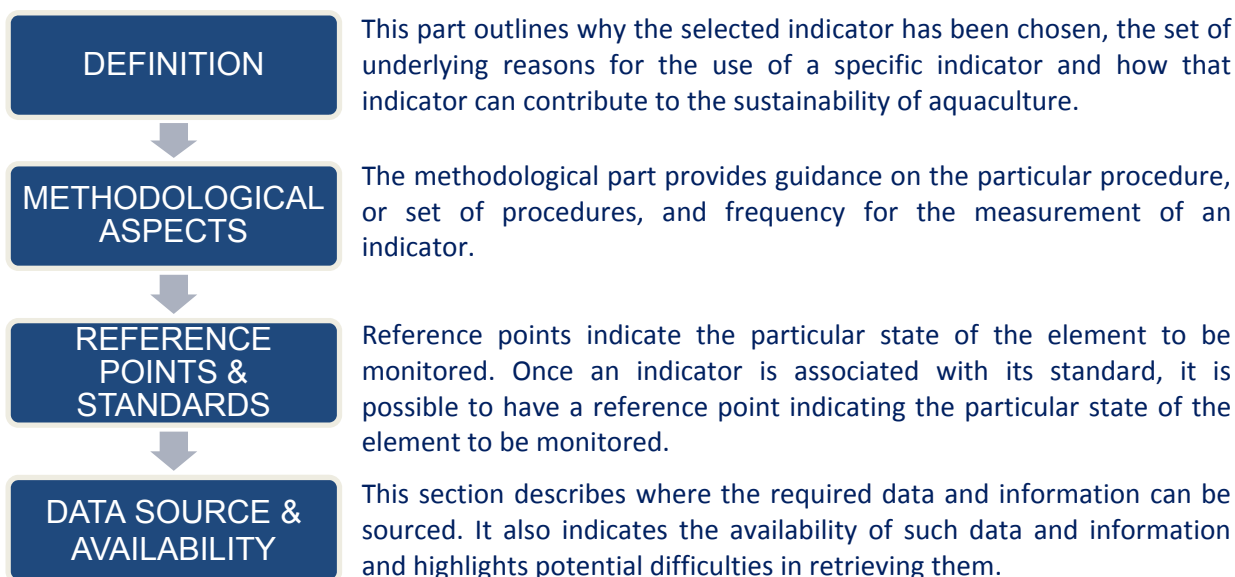 DEFINITION
This part outlines why the selected indicator has been chosen, the set of
underlying reasons for the use of a specific indicator and how that
indicator can contribute to the sustainability of aquaculture.
METHODOLOGICAL
ASPECTS
The methodological part provides guidance on the particular procedure,
or set of procedures, and frequency for the measurement of an
indicator.
REFERENCE
POINTS &
STANDARDS
Reference points indicate the particular state of the element to be
monitored. Once an indicator is associated with its standard, it is
possible to have a reference point indicating the particular state of the
element to be monitored.
DATA SOURCE &
AVAILABILITY
This section describes where the required data and information can be
sourced. It also indicates the availability of such data and information
and highlights potential difficulties in retrieving them.